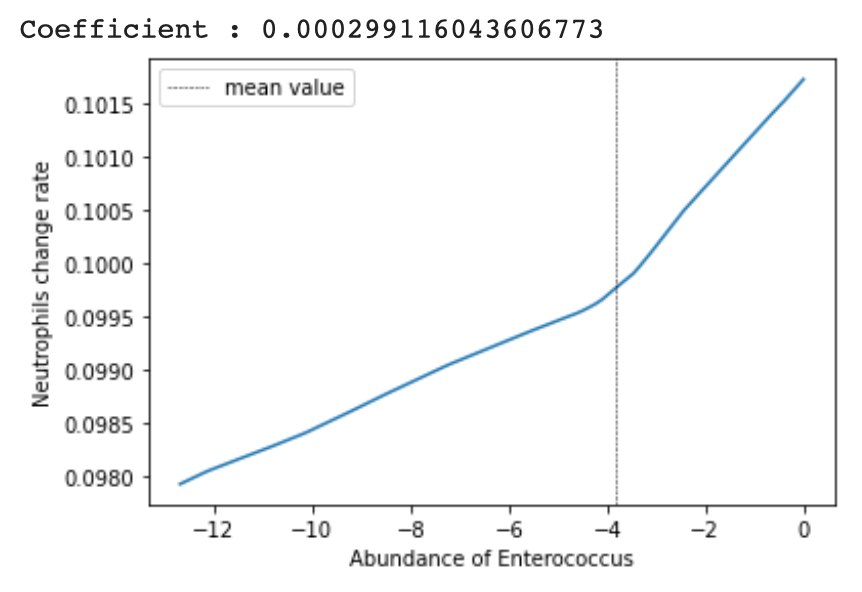 Coefficient : 0.000299116043606773
mean value
0.1015
0.1010
0.1005
0.1000
0.0995
0.0990
0.0985
0.0980
Neutrophils change rate
−12 −10 −8 −6 −4 −2 0
Abundance of Enterococcus